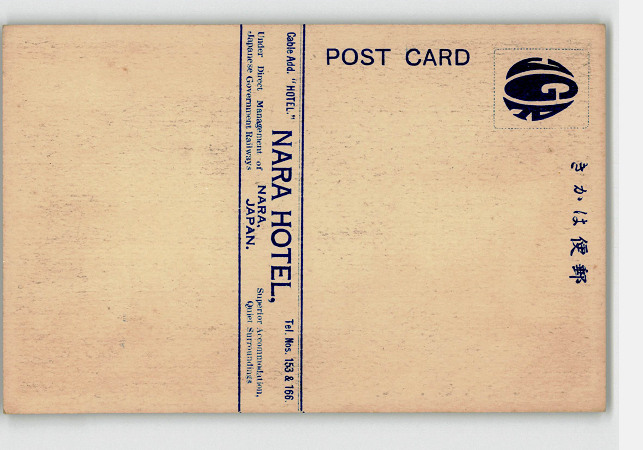 POST CARD
JGR
きかは便郵
Cable Add. "HOTEL."
NARA HOTEL,
Tel. Nos. 153 & 166.
Under Direct Management of
Japanese Government Railways
NARA,
JAPAN.
Superior Accommodation,
Quiet Surroundings